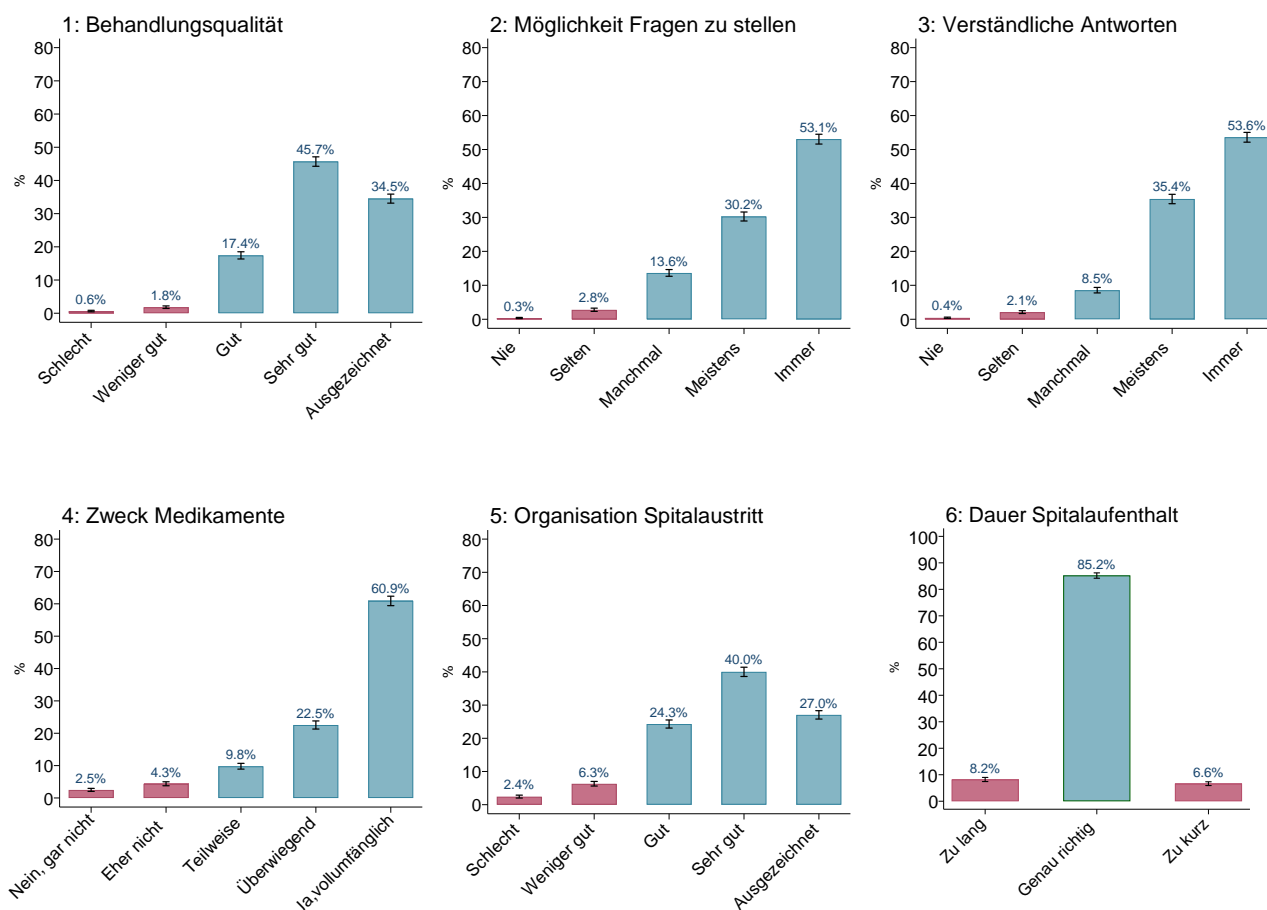 1: Behandlungsqualität
80
70
60
50
40
30
20
10
0
%
0.6%
1.8%
17.4%
45.7%
34.5%
Schlecht
Weniger gut
Gut
Sehr gut
Ausgezeichnet
2: Möglichkeit Fragen zu stellen
80
70
60
50
40
30
20
10
0
%
0.3%
2.8%
13.6%
30.2%
53.1%
Nie
Selten
Manchmal
Meistens
Immer
3: Verständliche Antworten
80
70
60
50
40
30
20
10
0
%
0.4%
2.1%
8.5%
35.4%
53.6%
Nie
Selten
Manchmal
Meistens
Immer
4: Zweck Medikamente
80
70
60
50
40
30
20
10
0
%
2.5%
4.3%
9.8%
22.5%
60.9%
Nein, gar nicht
Eher nicht
Teilweise
Überwiegend
Ia,vollumfänglich
5: Organisation Spitalaustritt
80
70
60
50
40
30
20
10
0
%
2.4%
6.3%
24.3%
40.0%
27.0%
Schlecht
Weniger gut
Gut
Sehr gut
Ausgezeichnet
6: Dauer Spitalaufenthalt
100
90
80
70
60
50
40
30
20
10
0
%
8.2%
85.2%
6.6%
Zu lang
Genau richtig
Zu kurz